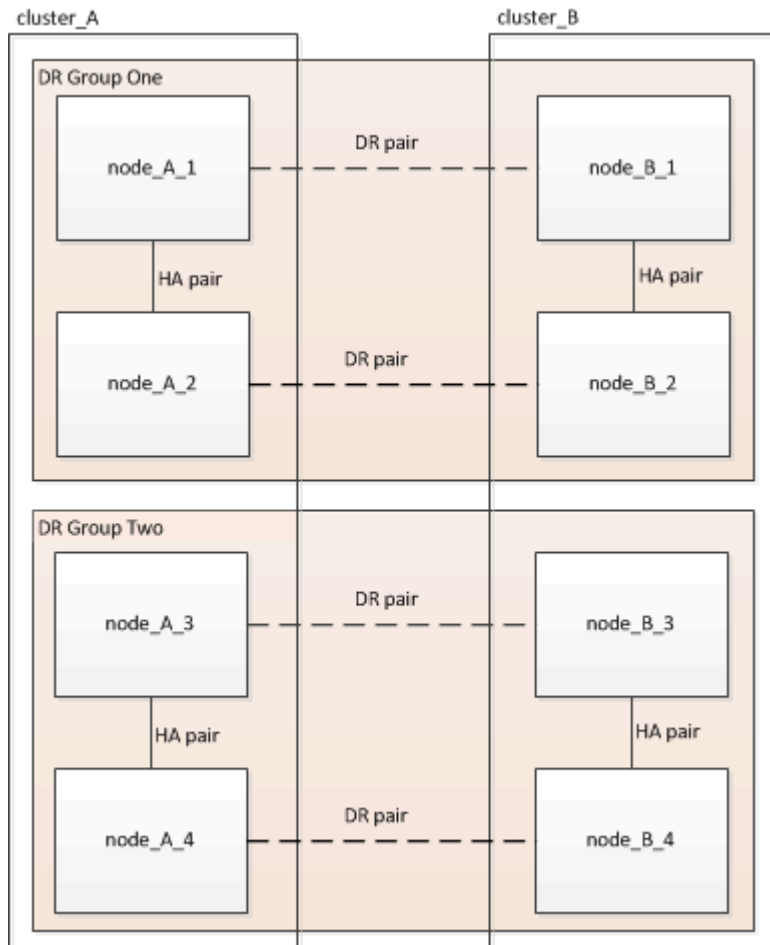 cluster_A
cluster_B
DR Group One
node_A_1
DR pair
node_B_1
HA pair
HA pair
node_A_2
DR pair
node_B_2
DR Group Two
node_A_3
DR pair
node_B_3
HA pair
HA pair
node_A_4
DR pair
node_B_4